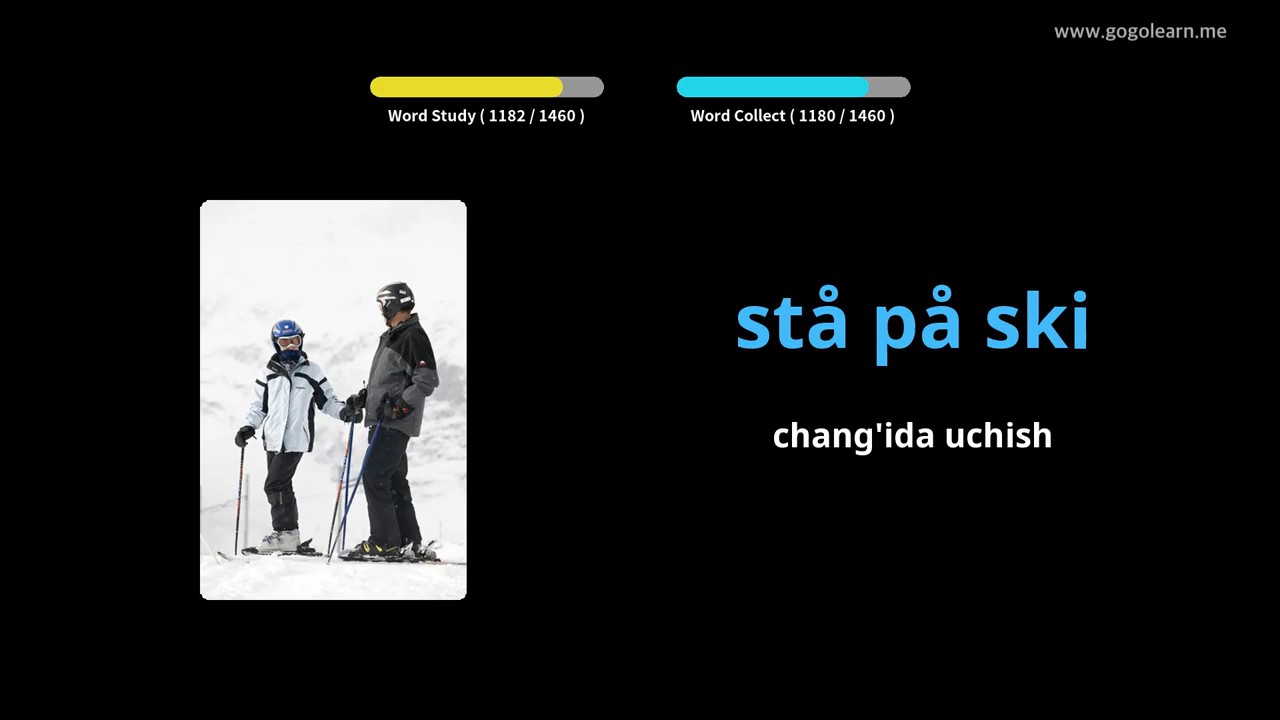 www.gogolearn.me
Word Study ( 1182 / 1460 )
Word Collect ( 1180 / 1460 )
stå på ski
chang'ida uchish